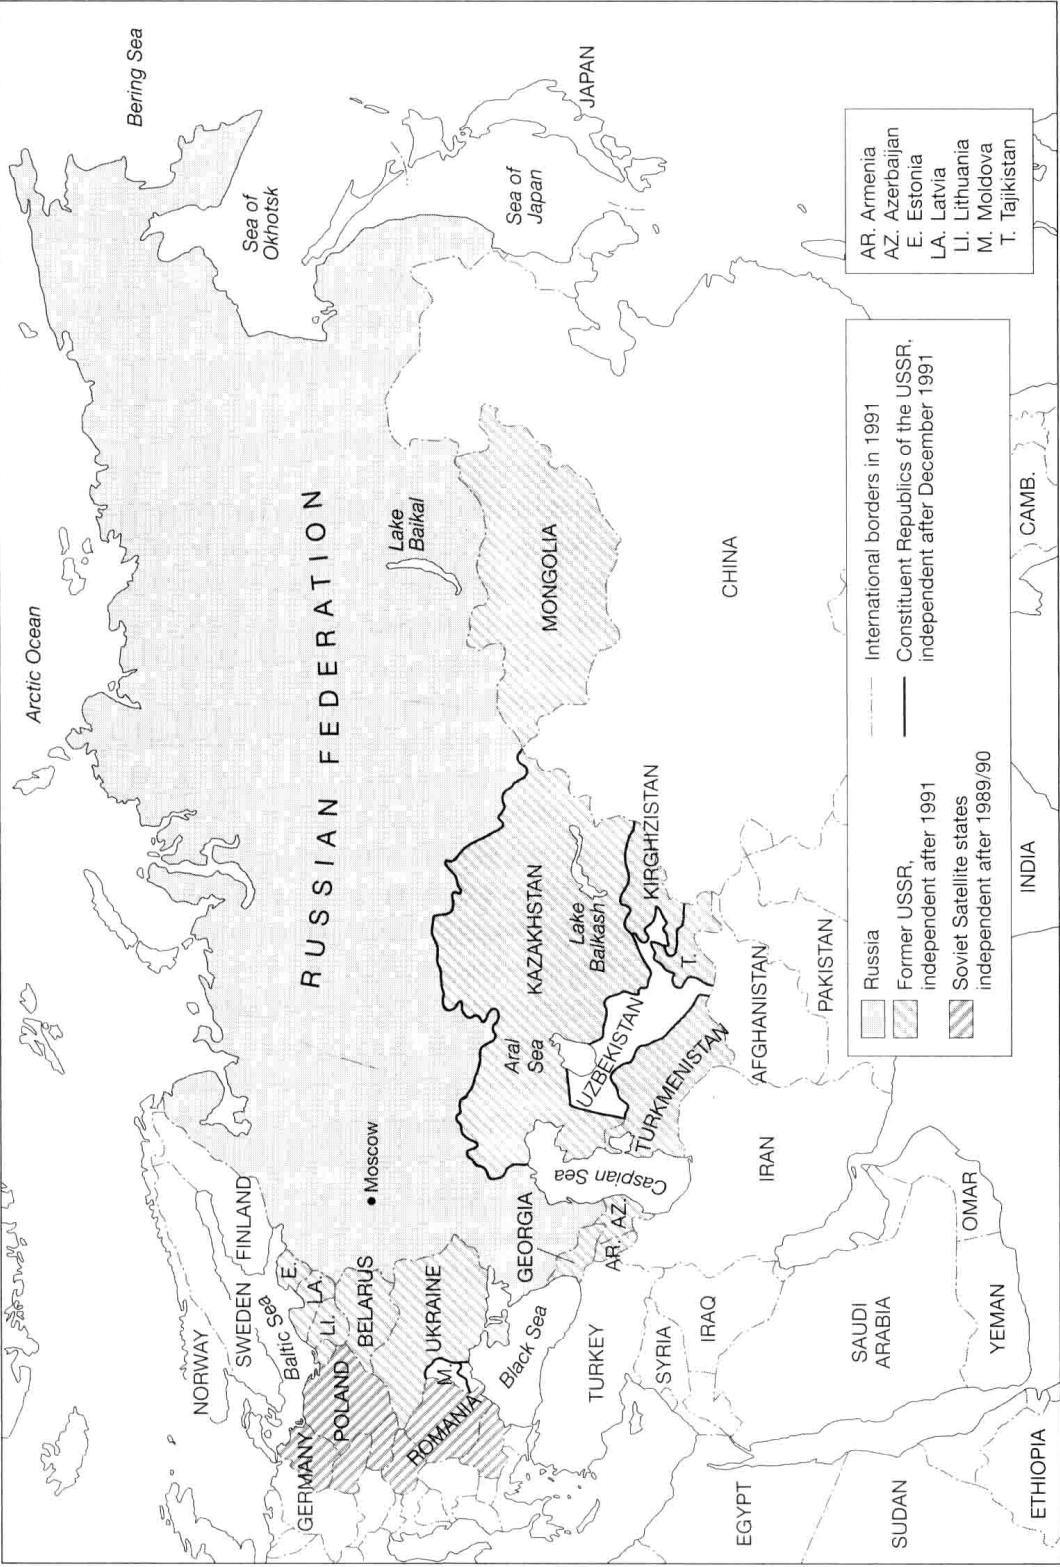 Arctic Ocean
Bering Sea
Sea of
Okhotsk
RUSSIAN FEDERATION
NORWAY
SWEDEN
FINLAND
Baltic Sea
E.
LA.
LI.
Moscow
Lake
Baikal
GERMANY
POLAND
BELARUS
UKRAINE
M.
ROMANIA
Black Sea
GEORGIA
AR.
AZ.
Caspian Sea
Aral
Sea
KAZAKHSTAN
Lake
Balkash
MONGOLIA
Sea of
Japan
JAPAN
UZBEKISTAN
TURKMENISTAN
KIRGHIZISTAN
T.
TURKEY
SYRIA
IRAQ
IRAN
AFGHANISTAN
PAKISTAN
CHINA
EGYPT
SAUDI
ARABIA
SUDAN
OMAR
YEMAN
ETHIOPIA
INDIA
CAMB.
Russia
Former USSR,
independent after 1991
Soviet Satellite states
independent after 1989/90
International borders in 1991
Constituent Republics of the USSR,
independent after December 1991
AR. Armenia
AZ. Azerbaijan
E. Estonia
LA. Latvia
LI. Lithuania
M. Moldova
T. Tajikistan